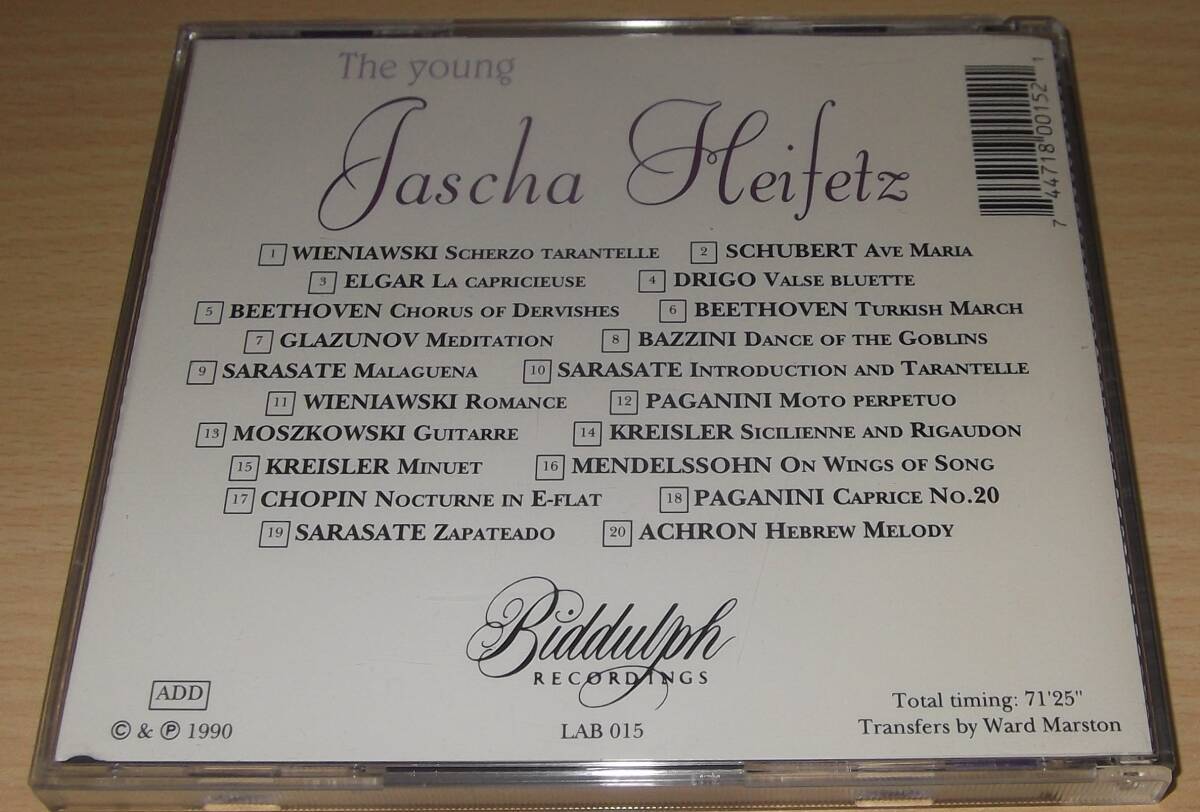 The young
Jascha Heifetz
7 44718 00152 1
1 WIENIAWSKI SCHERZO TARANTELLE 2 SCHUBERT AVE MARIA
3 ELGAR LA CAPRICIEUSE 4 DRIGO VALSE BLUETTE
5 BEETHOVEN CHORUS OF DERVISHES 6 BEETHOVEN TURKISH MARCH
7 GLAZUNOV MEDITATION 8 BAZZINI DANCE OF THE GOBLINS
9 SARASATE MALAGUENA 10 SARASATE INTRODUCTION AND TARANTELLE
11 WIENIAWSKI ROMANCE 12 PAGANINI MOTO PERPETUO
13 MOSZKOWSKI GUITARRE 14 KREISLER SICILIENNE AND RIGAUDON
15 KREISLER MINUET 16 MENDELSSOHN ON WINGS OF SONG
17 CHOPIN NOCTURNE IN E-FLAT 18 PAGANINI CAPRICE NO.20
19 SARASATE ZAPATEADO 20 ACHRON HEBREW MELODY
Biddulph
RECORDINGS
ADD
© & ℗ 1990
LAB 015
Total timing: 71'25"
Transfers by Ward Marston